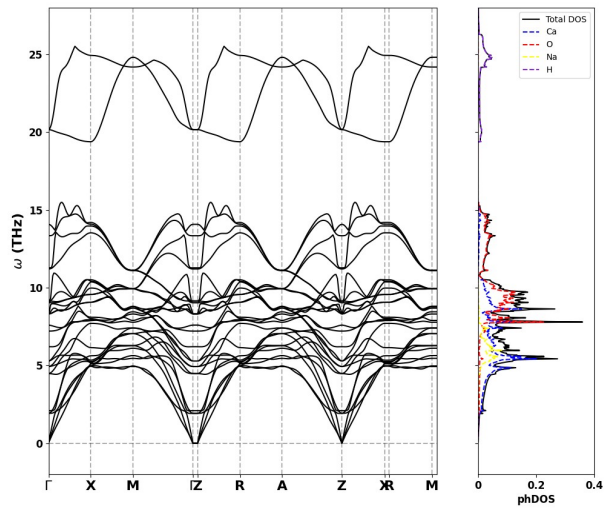 25
20
15
10
5
0
ω (THz)
Γ X M Γ Z R A Z X R M
Total DOS
Ca
O
Na
H
0 0.2 0.4
phDOS